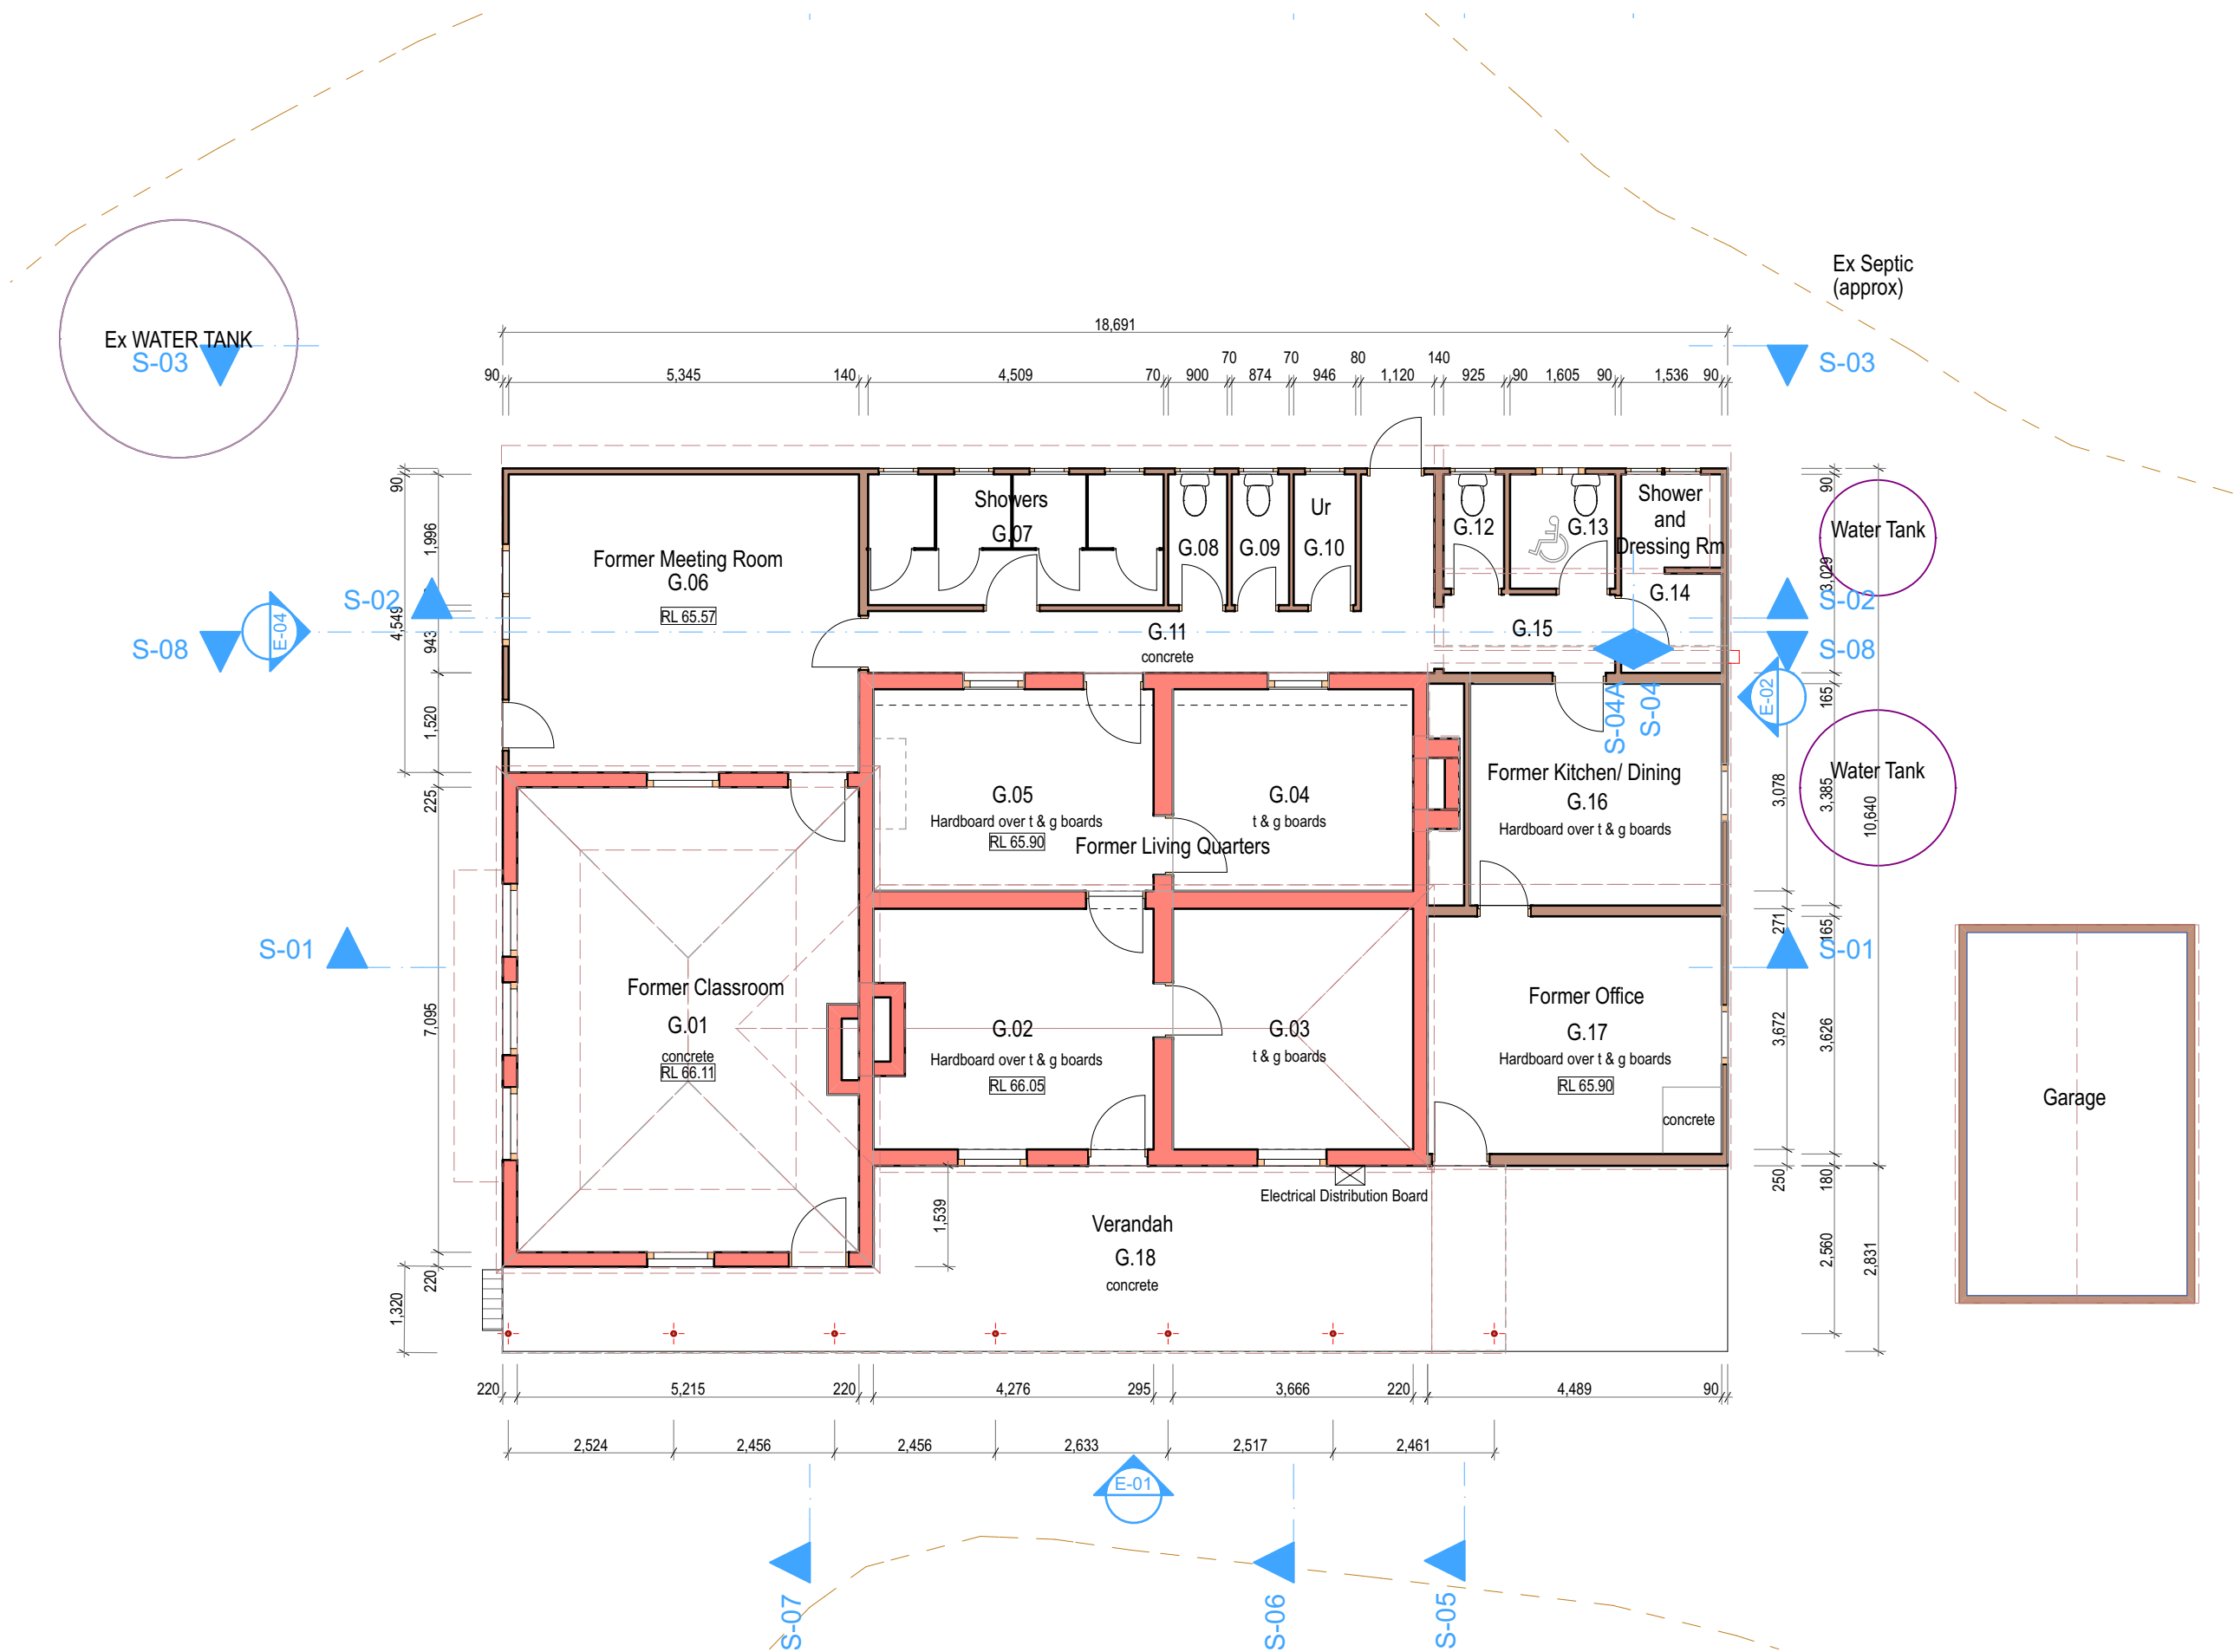 Ex Septic
(approx)
Ex WATER TANK
S-03
S-03
18,691
70
70
80
140
90
5,345
140
4,509
70
900
874
946
1,120
925
90
1,605
90
1,536
90
90
1,996
4,549
943
1,520
225
7,095
220
1,320
Showers
G.07
G.08
G.09
Ur
G.10
G.12
G.13
Shower
and
Dressing Rm
G.14
Water Tank
90
3,029
Former Meeting Room
G.06
RL 65.57
S-02
S-02
E-04
S-08
S-08
G.11
concrete
G.15
E-02
S-04A
S-04
165
3,078
3,385
10,640
Water Tank
G.05
Hardboard over t & g boards
RL 65.90
G.04
t & g boards
Former Living Quarters
Former Kitchen/ Dining
G.16
Hardboard over t & g boards
S-01
S-01
271
165
3,672
3,626
Former Classroom
G.01
concrete
RL 66.11
G.02
Hardboard over t & g boards
RL 66.05
G.03
t & g boards
Former Office
G.17
Hardboard over t & g boards
RL 65.90
concrete
Garage
250
180
2,560
2,831
1,539
Electrical Distribution Board
Verandah
G.18
concrete
220
5,215
220
4,276
295
3,666
220
4,489
90
2,524
2,456
2,456
2,633
2,517
2,461
E-01
S-07
S-06
S-05